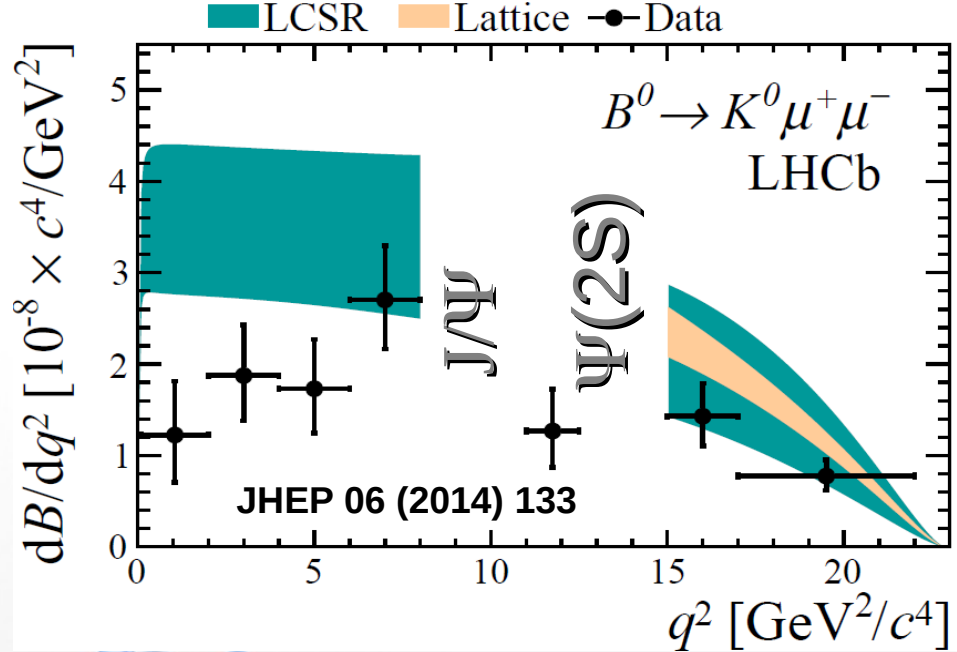 LCSR Lattice Data
dB/dq² [10⁻⁸ × c⁴/GeV²]
5
4
3
2
1
0
B⁰ → K⁰μ⁺μ⁻
LHCb
J/Ψ
Ψ(2S)
JHEP 06 (2014) 133
0 5 10 15 20
q² [GeV²/c⁴]